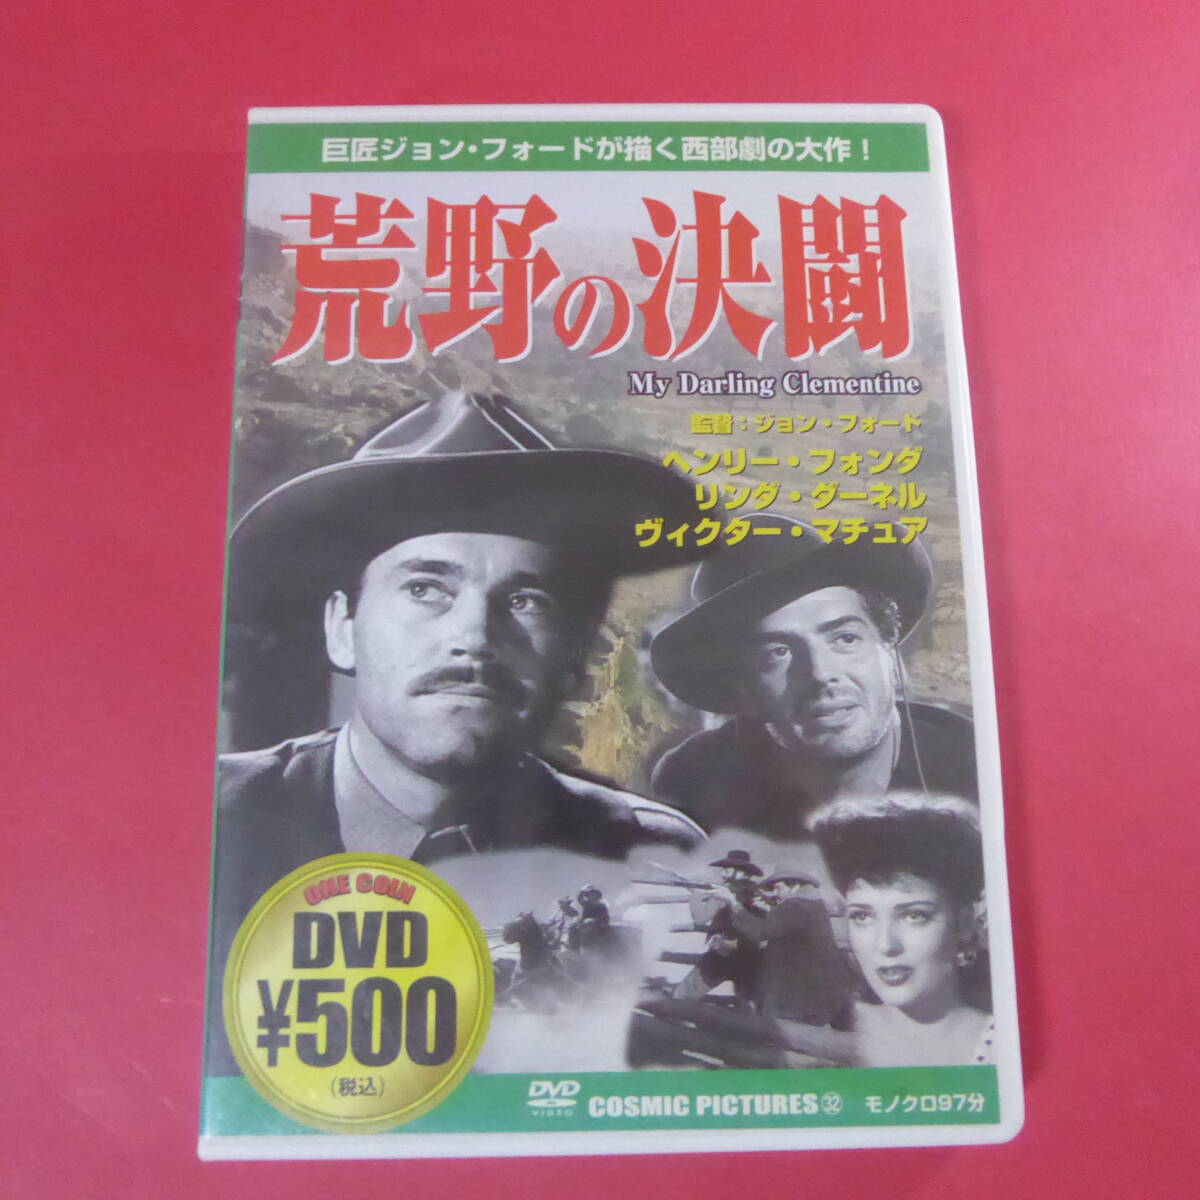 巨匠ジョン・フォードが描く西部劇の大作！
荒野の決闘
My Darling Clementine
監督：ジョン・フォード
ヘンリー・フォンダ
リンダ・ダーネル
ヴィクター・マチュア
ONE COIN
DVD
¥500
(税込)
DVD
VIDEO
COSMIC PICTURES㉜
モノクロ97分